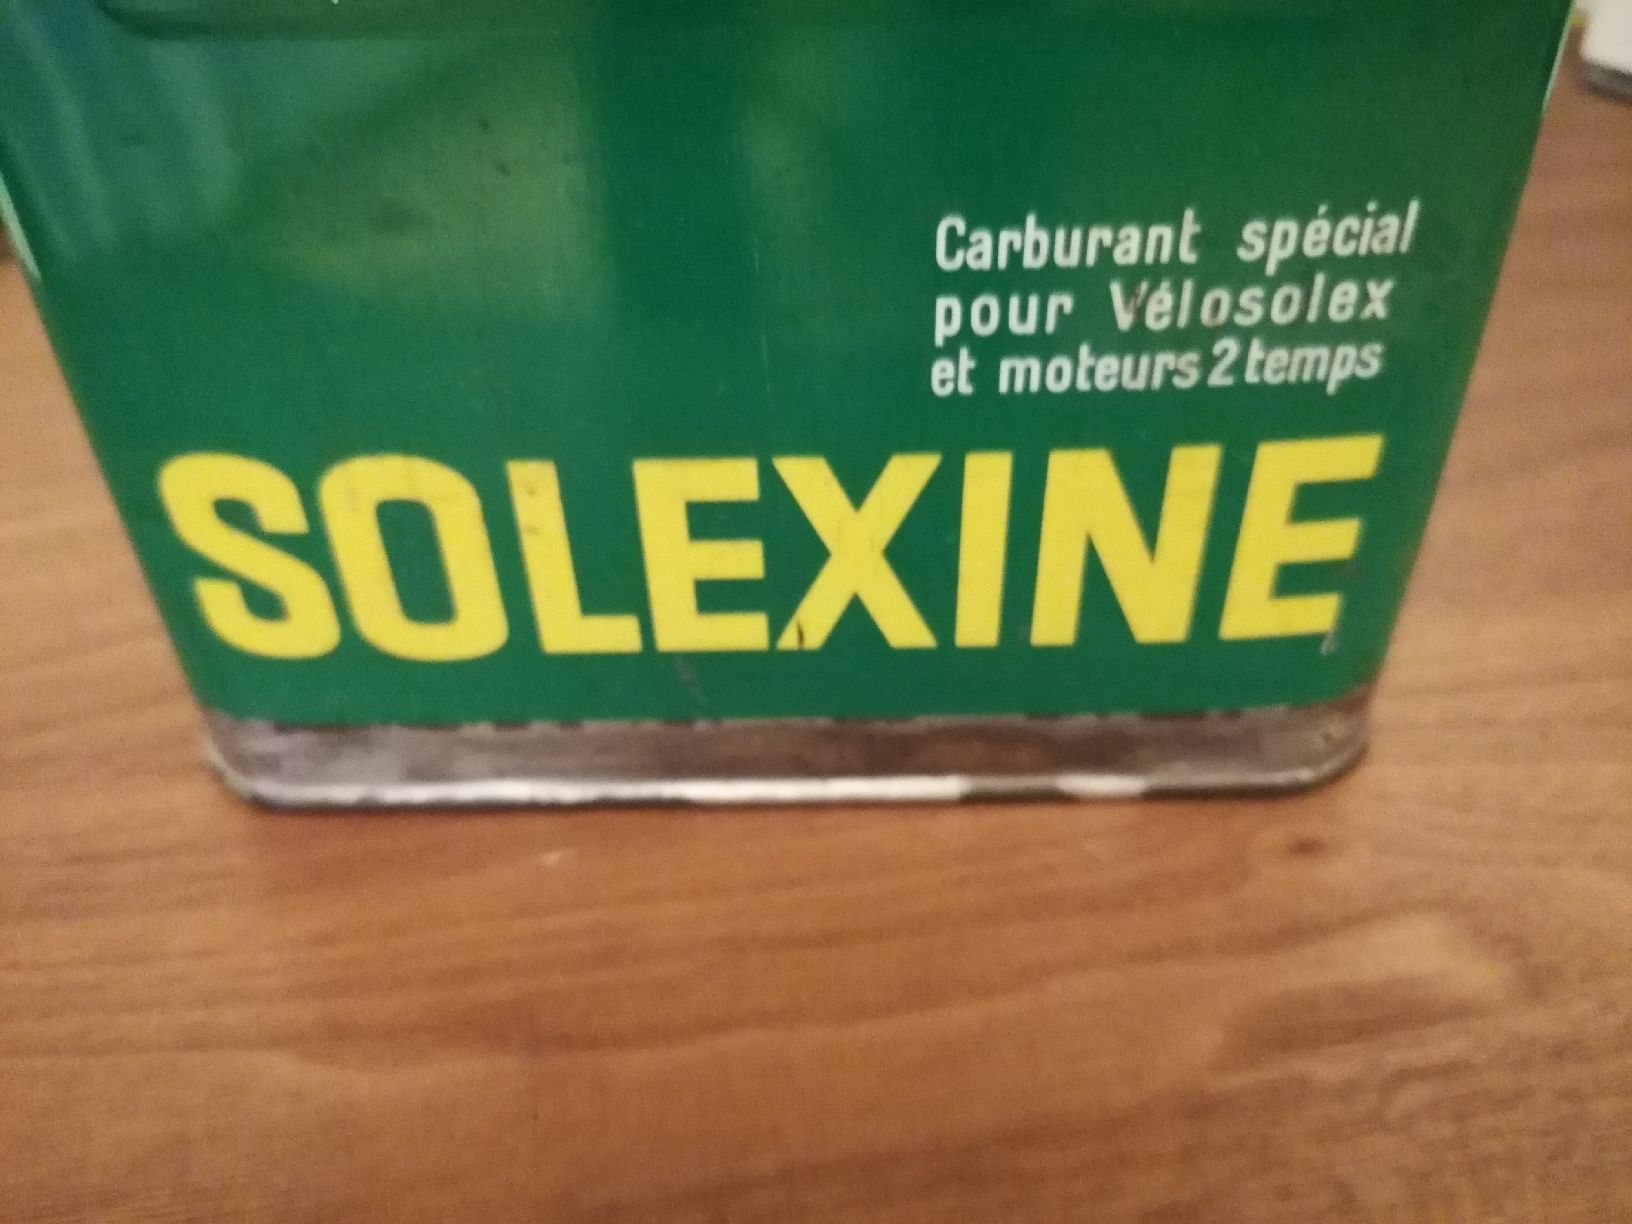 Carburant spécial
pour Vélosolex
et moteurs 2 temps
SOLEXINE